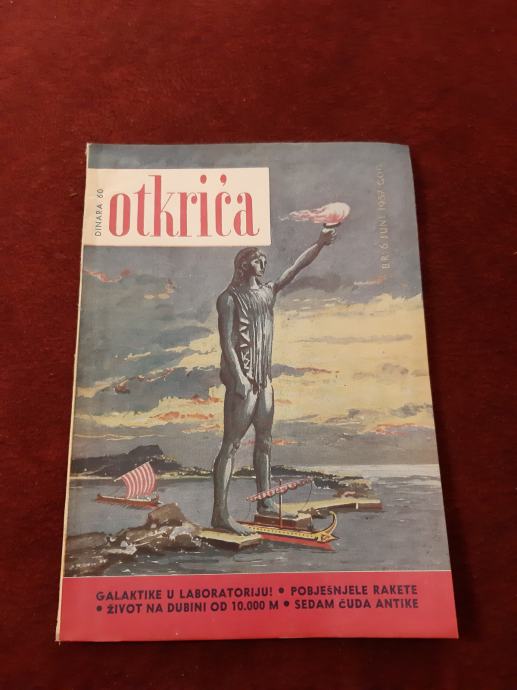 DINARA 60
otkrića
BR. 6 JUNI 1957 GOD.
GALAKTIKE U LABORATORIJU! • POBJEŠNJELE RAKETE
• ŽIVOT NA DUBINI OD 10.000 M • SEDAM ČUDA ANTIKE